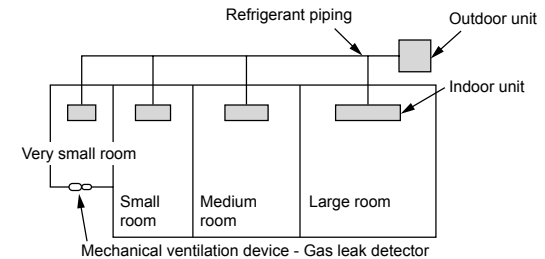 Refrigerant piping
Outdoor unit
Indoor unit
Very small room
Small
room
Medium
room
Large room
Mechanical ventilation device - Gas leak detector